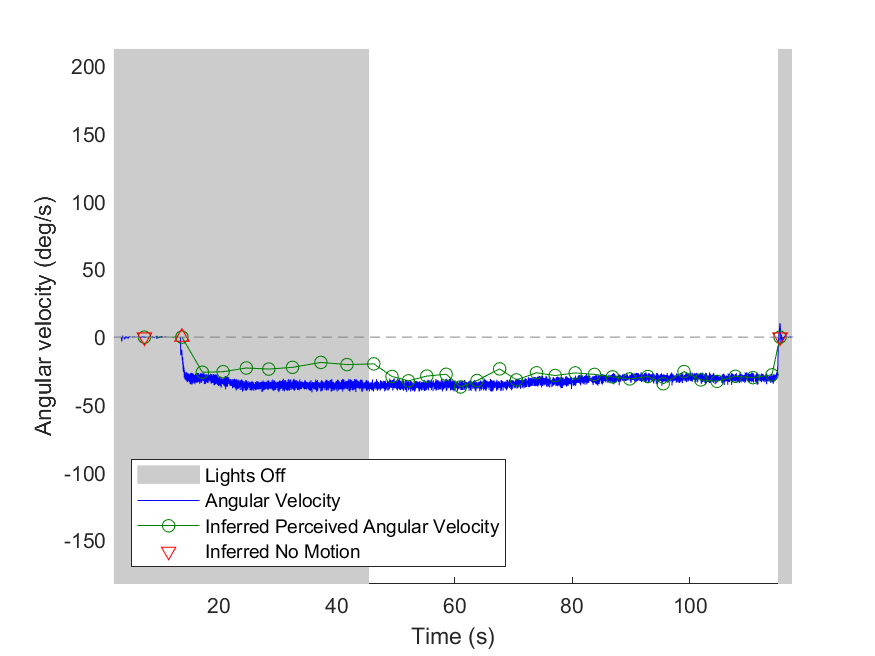 200
150
100
50
0
-50
-100
-150
Angular velocity (deg/s)
Lights Off
Angular Velocity
Inferred Perceived Angular Velocity
Inferred No Motion
20 40 60 80 100
Time (s)